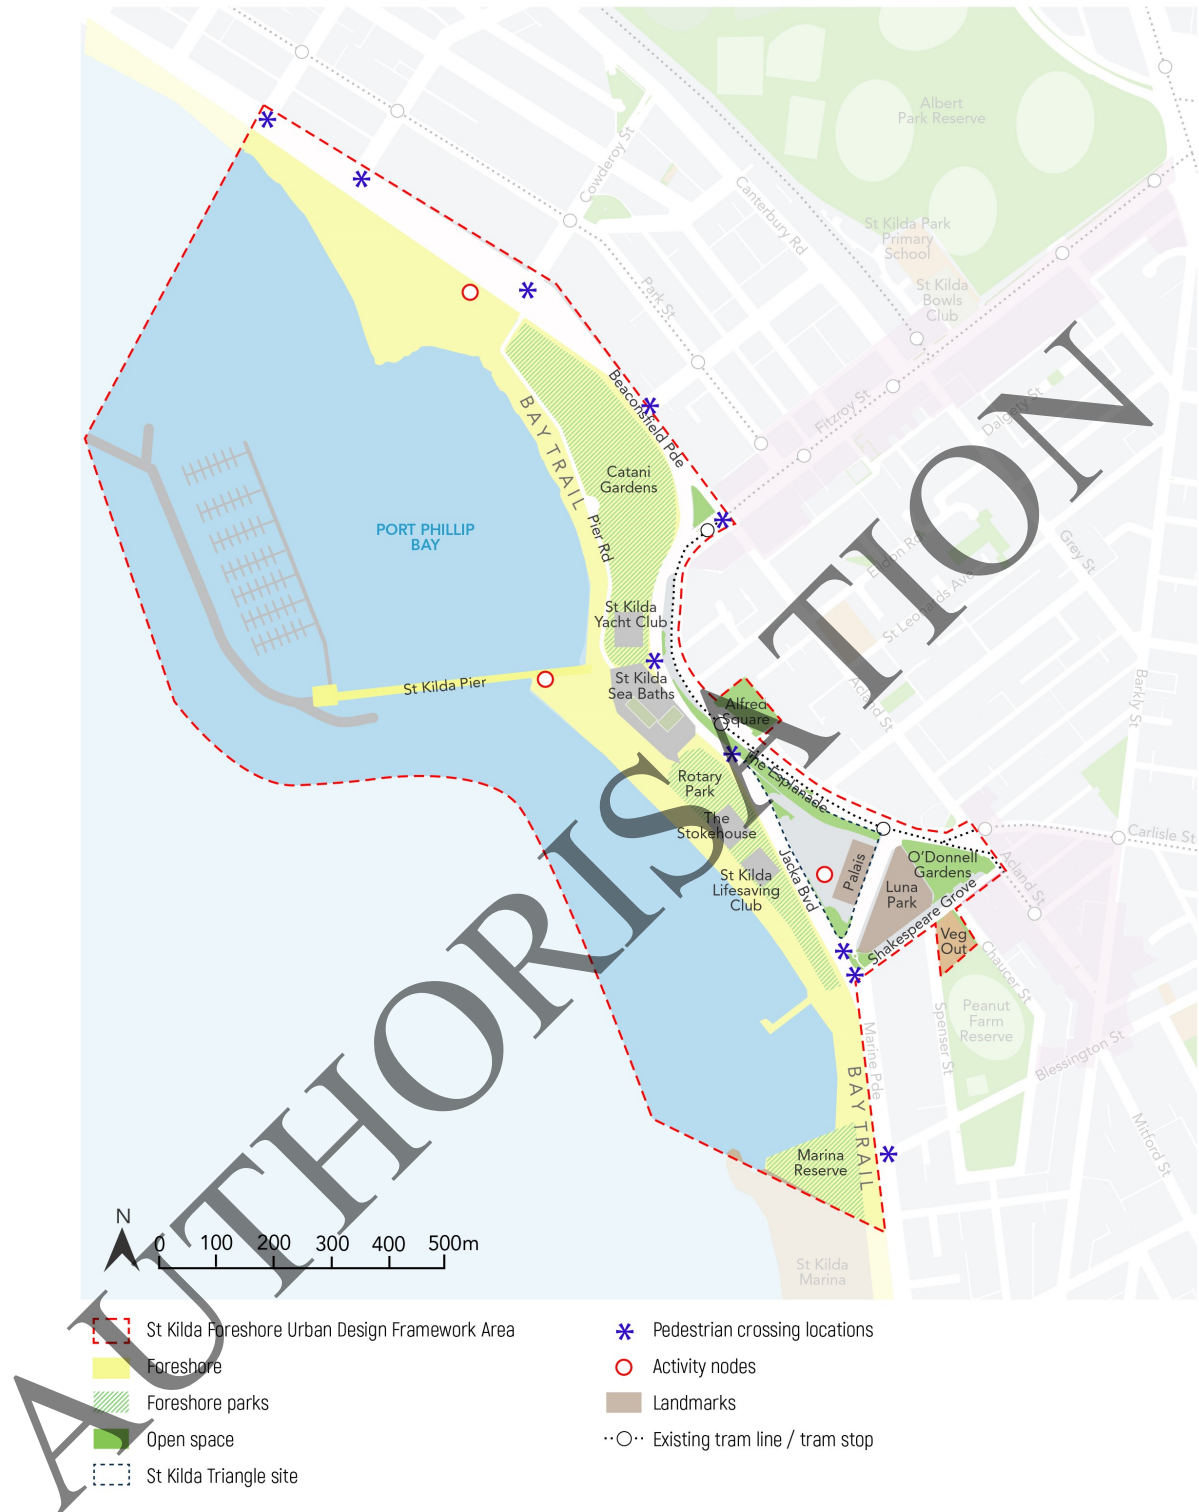 Albert
Park Reserve
Cowderoy St
Canterbury Rd
St Kilda Park
Primary
School
St Kilda
Bowls
Club
Park St
Beaconsfield Pde
Fitzroy St
Dalgety St
BAY TRAIL
Catani
Gardens
Pier Rd
PORT PHILLIP
BAY
Grey St
St Leonards Ave
St Kilda
Yacht Club
St Kilda Pier
St Kilda
Sea Baths
Alfred
Square
Acland St
Barkly St
The Esplanade
Rotary
Park
The
Stokehouse
Carlisle St
Jacka Bvd
Palais
O'Donnell
Gardens
Acland St
St Kilda
Lifesaving
Club
Luna
Park
Shakespeare Grove
Veg
Out
Chaucer St
Peanut
Farm
Reserve
Spenser St
Marine Pde
Blessington St
BAY TRAIL
Mitford St
Marina
Reserve
St Kilda
Marina
N
0 100 200 300 400 500m
St Kilda Foreshore Urban Design Framework Area
Foreshore
Foreshore parks
Open space
St Kilda Triangle site
Pedestrian crossing locations
Activity nodes
Landmarks
Existing tram line / tram stop
AUTHORISATION